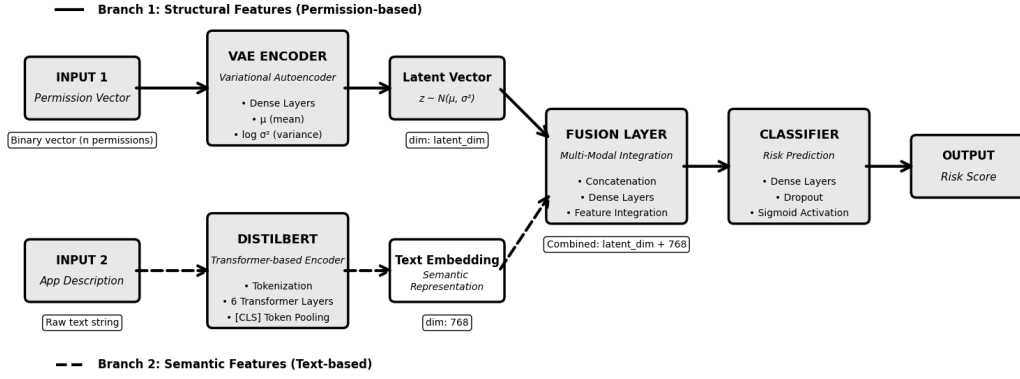 Branch 1: Structural Features (Permission-based)
INPUT 1
Permission Vector
Binary vector (n permissions)
VAE ENCODER
Variational Autoencoder
• Dense Layers
• μ (mean)
• log σ² (variance)
Latent Vector
z ~ N(μ, σ²)
dim: latent_dim
INPUT 2
App Description
Raw text string
DISTILBERT
Transformer-based Encoder
• Tokenization
• 6 Transformer Layers
• [CLS] Token Pooling
Text Embedding
Semantic
Representation
dim: 768
FUSION LAYER
Multi-Modal Integration
• Concatenation
• Dense Layers
• Feature Integration
Combined: latent_dim + 768
CLASSIFIER
Risk Prediction
• Dense Layers
• Dropout
• Sigmoid Activation
OUTPUT
Risk Score
Branch 2: Semantic Features (Text-based)